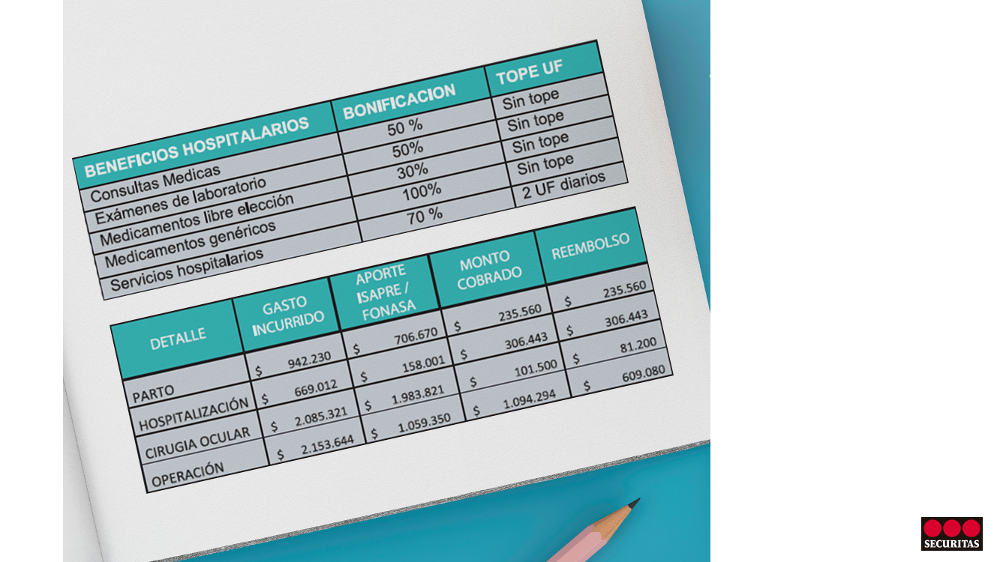 BENEFICIOS HOSPITALARIOS BONIFICACION TOPE UF
Consultas Medicas 50 % Sin tope
Exámenes de laboratorio 50% Sin tope
Medicamentos libre elección 30% Sin tope
Medicamentos genéricos 100% Sin tope
Servicios hospitalarios 70 % 2 UF diarios
DETALLE GASTO INCURRIDO APORTE ISAPRE / FONASA MONTO COBRADO REEMBOLSO
PARTO $ 942.230 $ 706.670 $ 235.560 $ 235.560
HOSPITALIZACIÓN $ 669.012 $ 158.001 $ 306.443 $ 306.443
CIRUGIA OCULAR $ 2.085.321 $ 1.983.821 $ 101.500 $ 81.200
OPERACIÓN $ 2.153.644 $ 1.059.350 $ 1.094.294 $ 609.080
SECURITAS